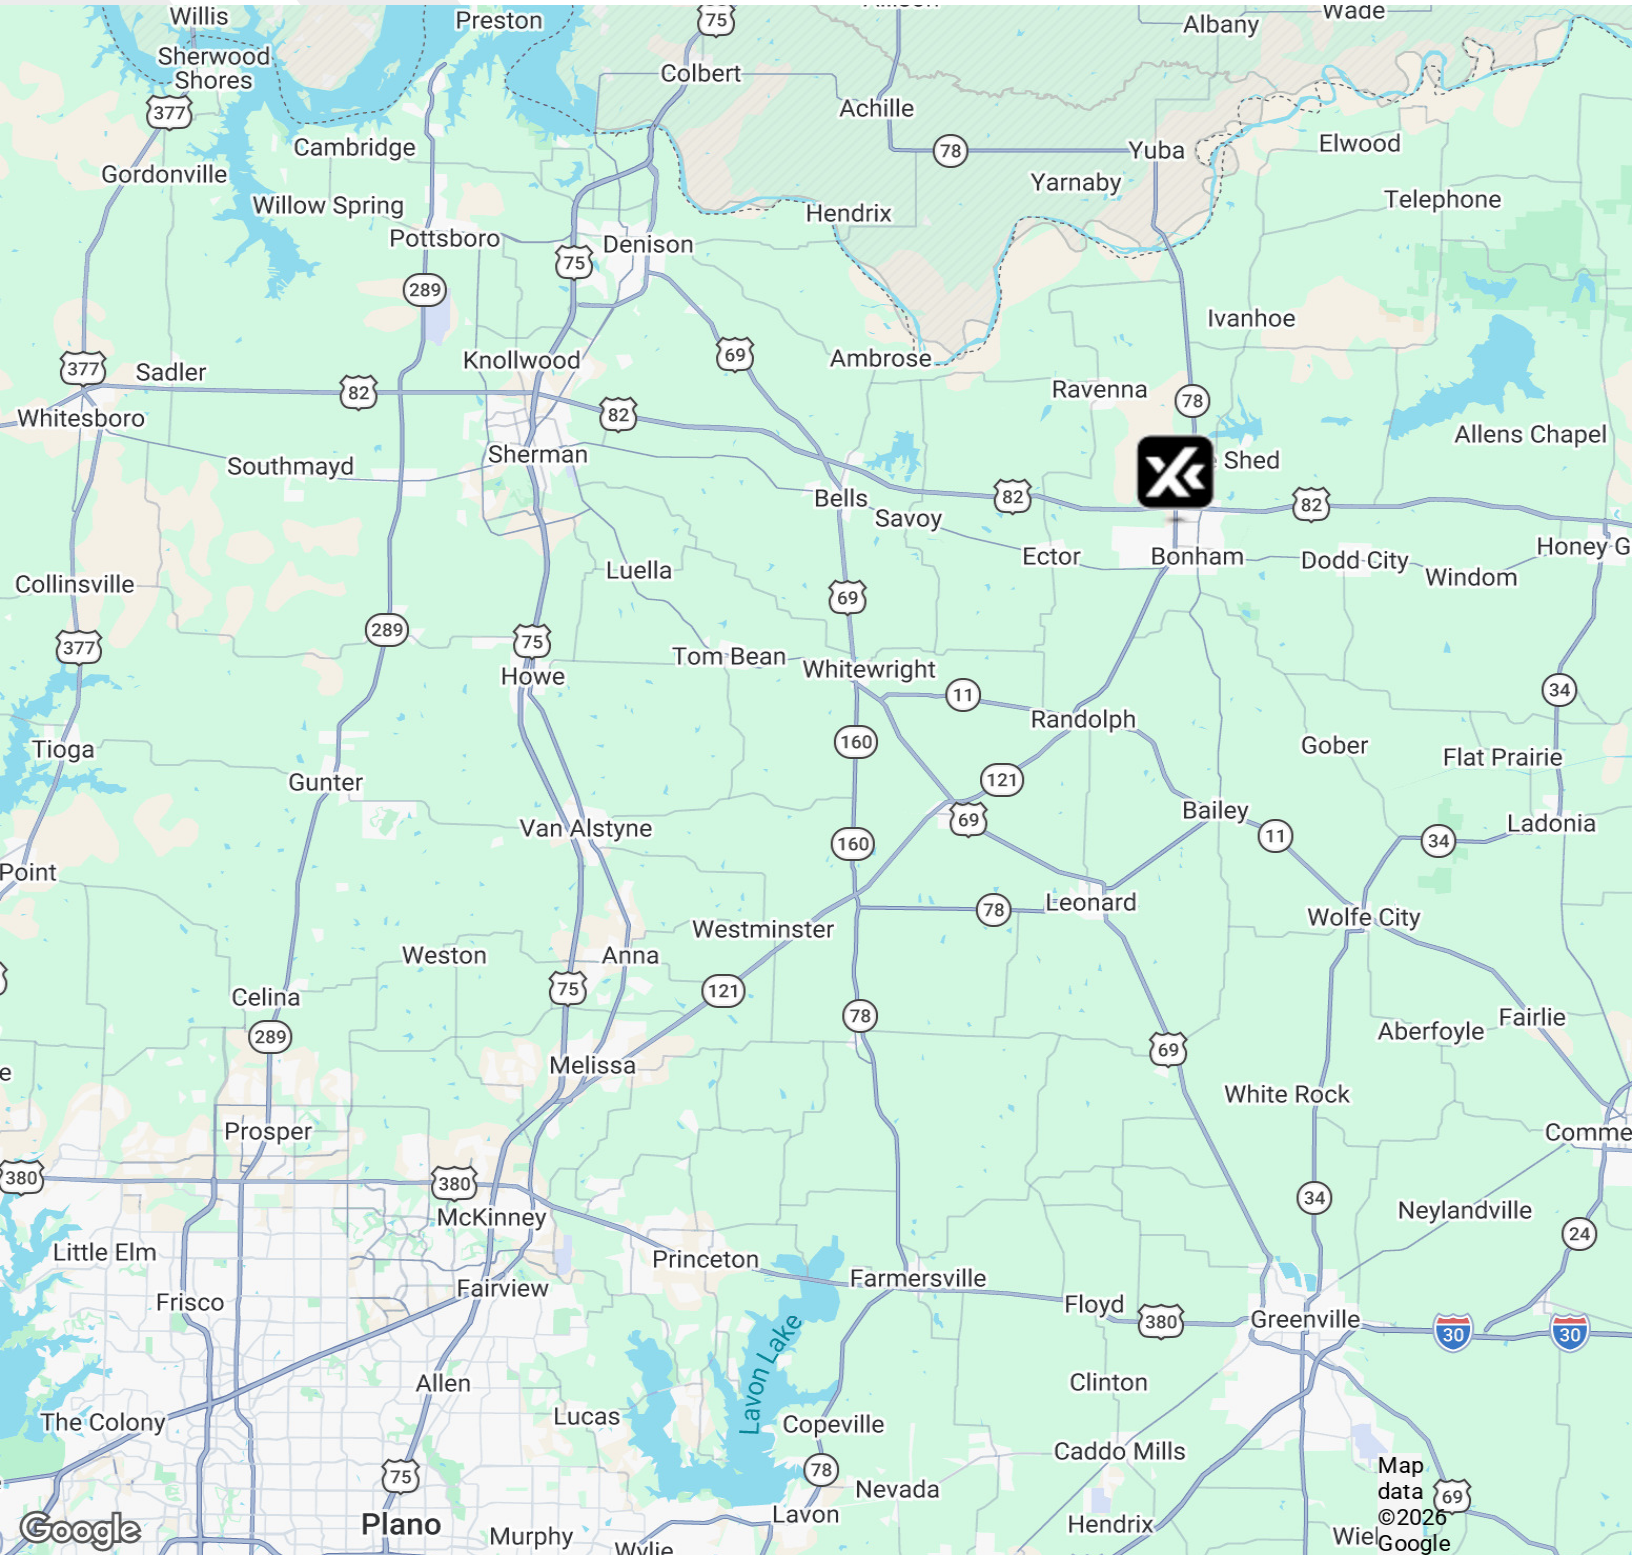 Willis
Preston
75
Albany
Wade
Sherwood
Shores
Colbert
377
Achille
Cambridge
78
Yuba
Elwood
Gordonville
Yarnaby
Willow Spring
Hendrix
Telephone
Pottsboro
Denison
75
289
Ivanhoe
Knollwood
69
Ambrose
377
Sadler
82
Ravenna
78
82
Whitesboro
Allens Chapel
Sherman
Shed
Southmayd
Bells
82
82
Savoy
Honey G
Ector
Bonham
Dodd City
Windom
Luella
Collinsville
69
289
75
377
Tom Bean
Whitewright
Howe
11
34
Randolph
160
Tioga
Gober
Flat Prairie
Gunter
121
Bailey
69
Ladonia
Van Alstyne
11
34
160
Point
Leonard
78
Wolfe City
Westminster
Weston
Anna
75
121
Celina
78
Fairlie
289
Aberfoyle
69
Melissa
e
White Rock
Prosper
Comme
380
380
34
McKinney
Neylandville
24
Little Elm
Princeton
Farmersville
Fairview
Frisco
Floyd
380
Greenville
30
30
Lavon Lake
Allen
Clinton
Lucas
The Colony
Copeville
Caddo Mills
75
78
Nevada
69
Map
data
©2026
Google
Lavon
Google
Plano
Murphy
Hendrix
Wiel
Wylie